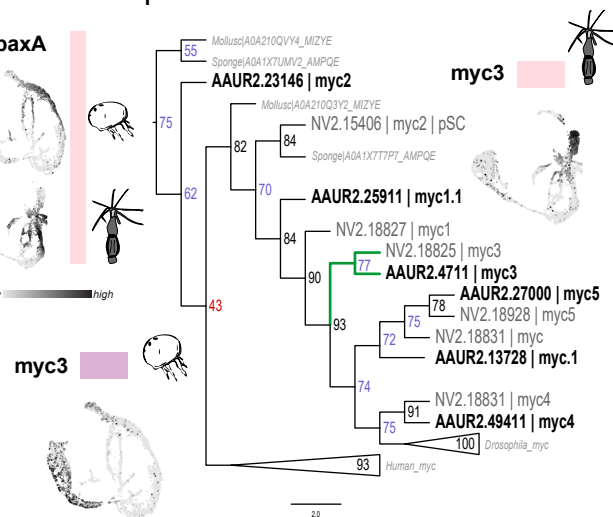 paxA
high
myc3
myc3
55
Mollusc|A0A210QVY4_MIZYE
Sponge|A0A1X7UMV2_AMPQE
75
AAUR2.23146 | myc2
62
Mollusc|A0A210Q3Y2_MIZYE
82
84
NV2.15406 | myc2 | pSC
Sponge|A0A1X7T7P7_AMPQE
70
AAUR2.25911 | myc1.1
84
NV2.18827 | myc1
90
NV2.18825 | myc3
77
AAUR2.4711 | myc3
43
93
AAUR2.27000 | myc5
78
NV2.18928 | myc5
75
NV2.18831 | myc
72
AAUR2.13728 | myc.1
74
NV2.18831 | myc4
91
AAUR2.49411 | myc4
75
100
Drosophila_myc
93
Human_myc
2.0